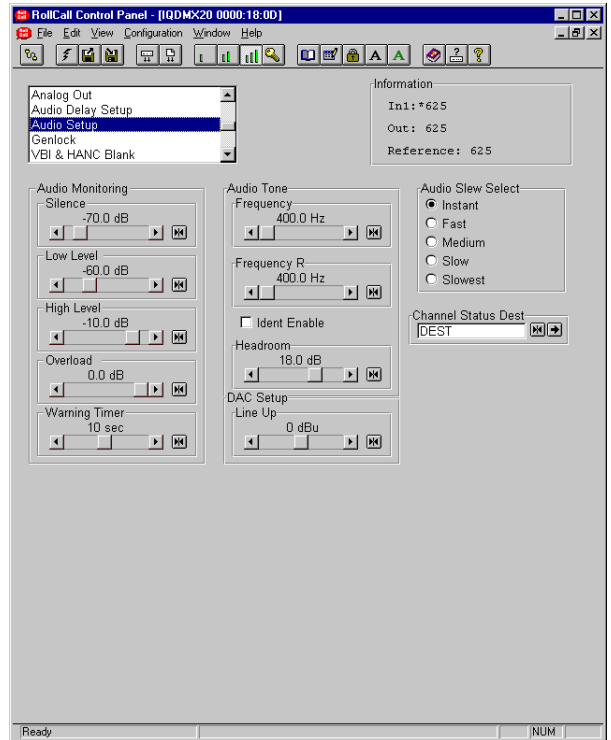 RollCall Control Panel - [IQDMX20 0000:18:0D]
File Edit View Configuration Window Help
A A
Analog Out
Audio Delay Setup
Audio Setup
Genlock
VBI & HANC Blank
Information
In1:*625
Out: 625
Reference: 625
Audio Monitoring
Silence
-70.0 dB
Low Level
-60.0 dB
High Level
-10.0 dB
Overload
0.0 dB
Warning Timer
10 sec
Audio Tone
Frequency
400.0 Hz
Frequency R
400.0 Hz
Ident Enable
Headroom
18.0 dB
DAC Setup
Line Up
0 dBu
Audio Slew Select
Instant
Fast
Medium
Slow
Slowest
Channel Status Dest
DEST
Ready
NUM